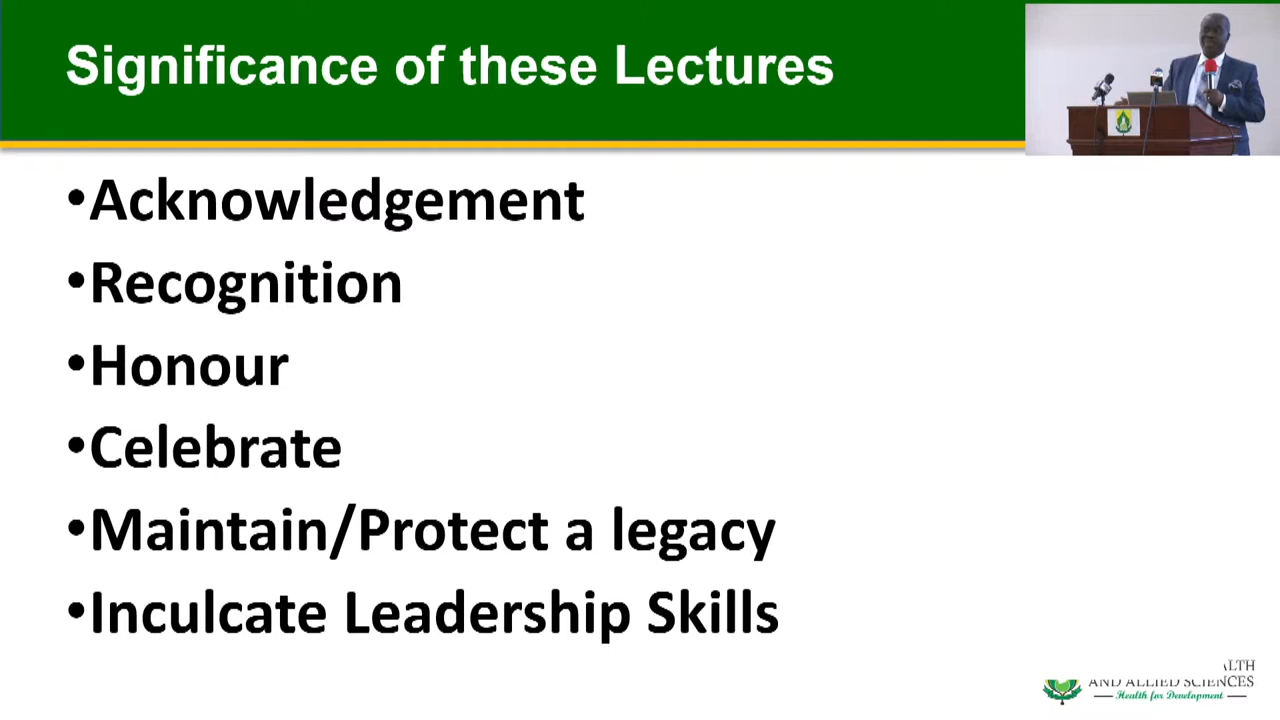 Significance of these Lectures
•Acknowledgement
•Recognition
•Honour
•Celebrate
•Maintain/Protect a legacy
•Inculcate Leadership Skills
LTH
AND ALLIED SCIENCES
Health for Development